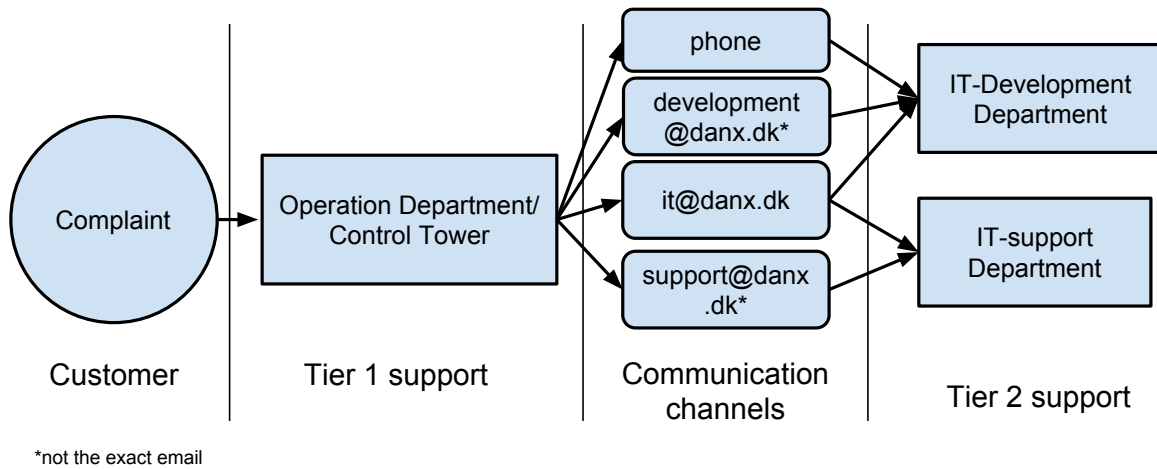 phone
development
@danx.dk*
it@danx.dk
support@danx
.dk*
IT-Development
Department
IT-support
Department
Complaint
Operation Department/
Control Tower
Customer
Tier 1 support
Communication
channels
Tier 2 support
*not the exact email